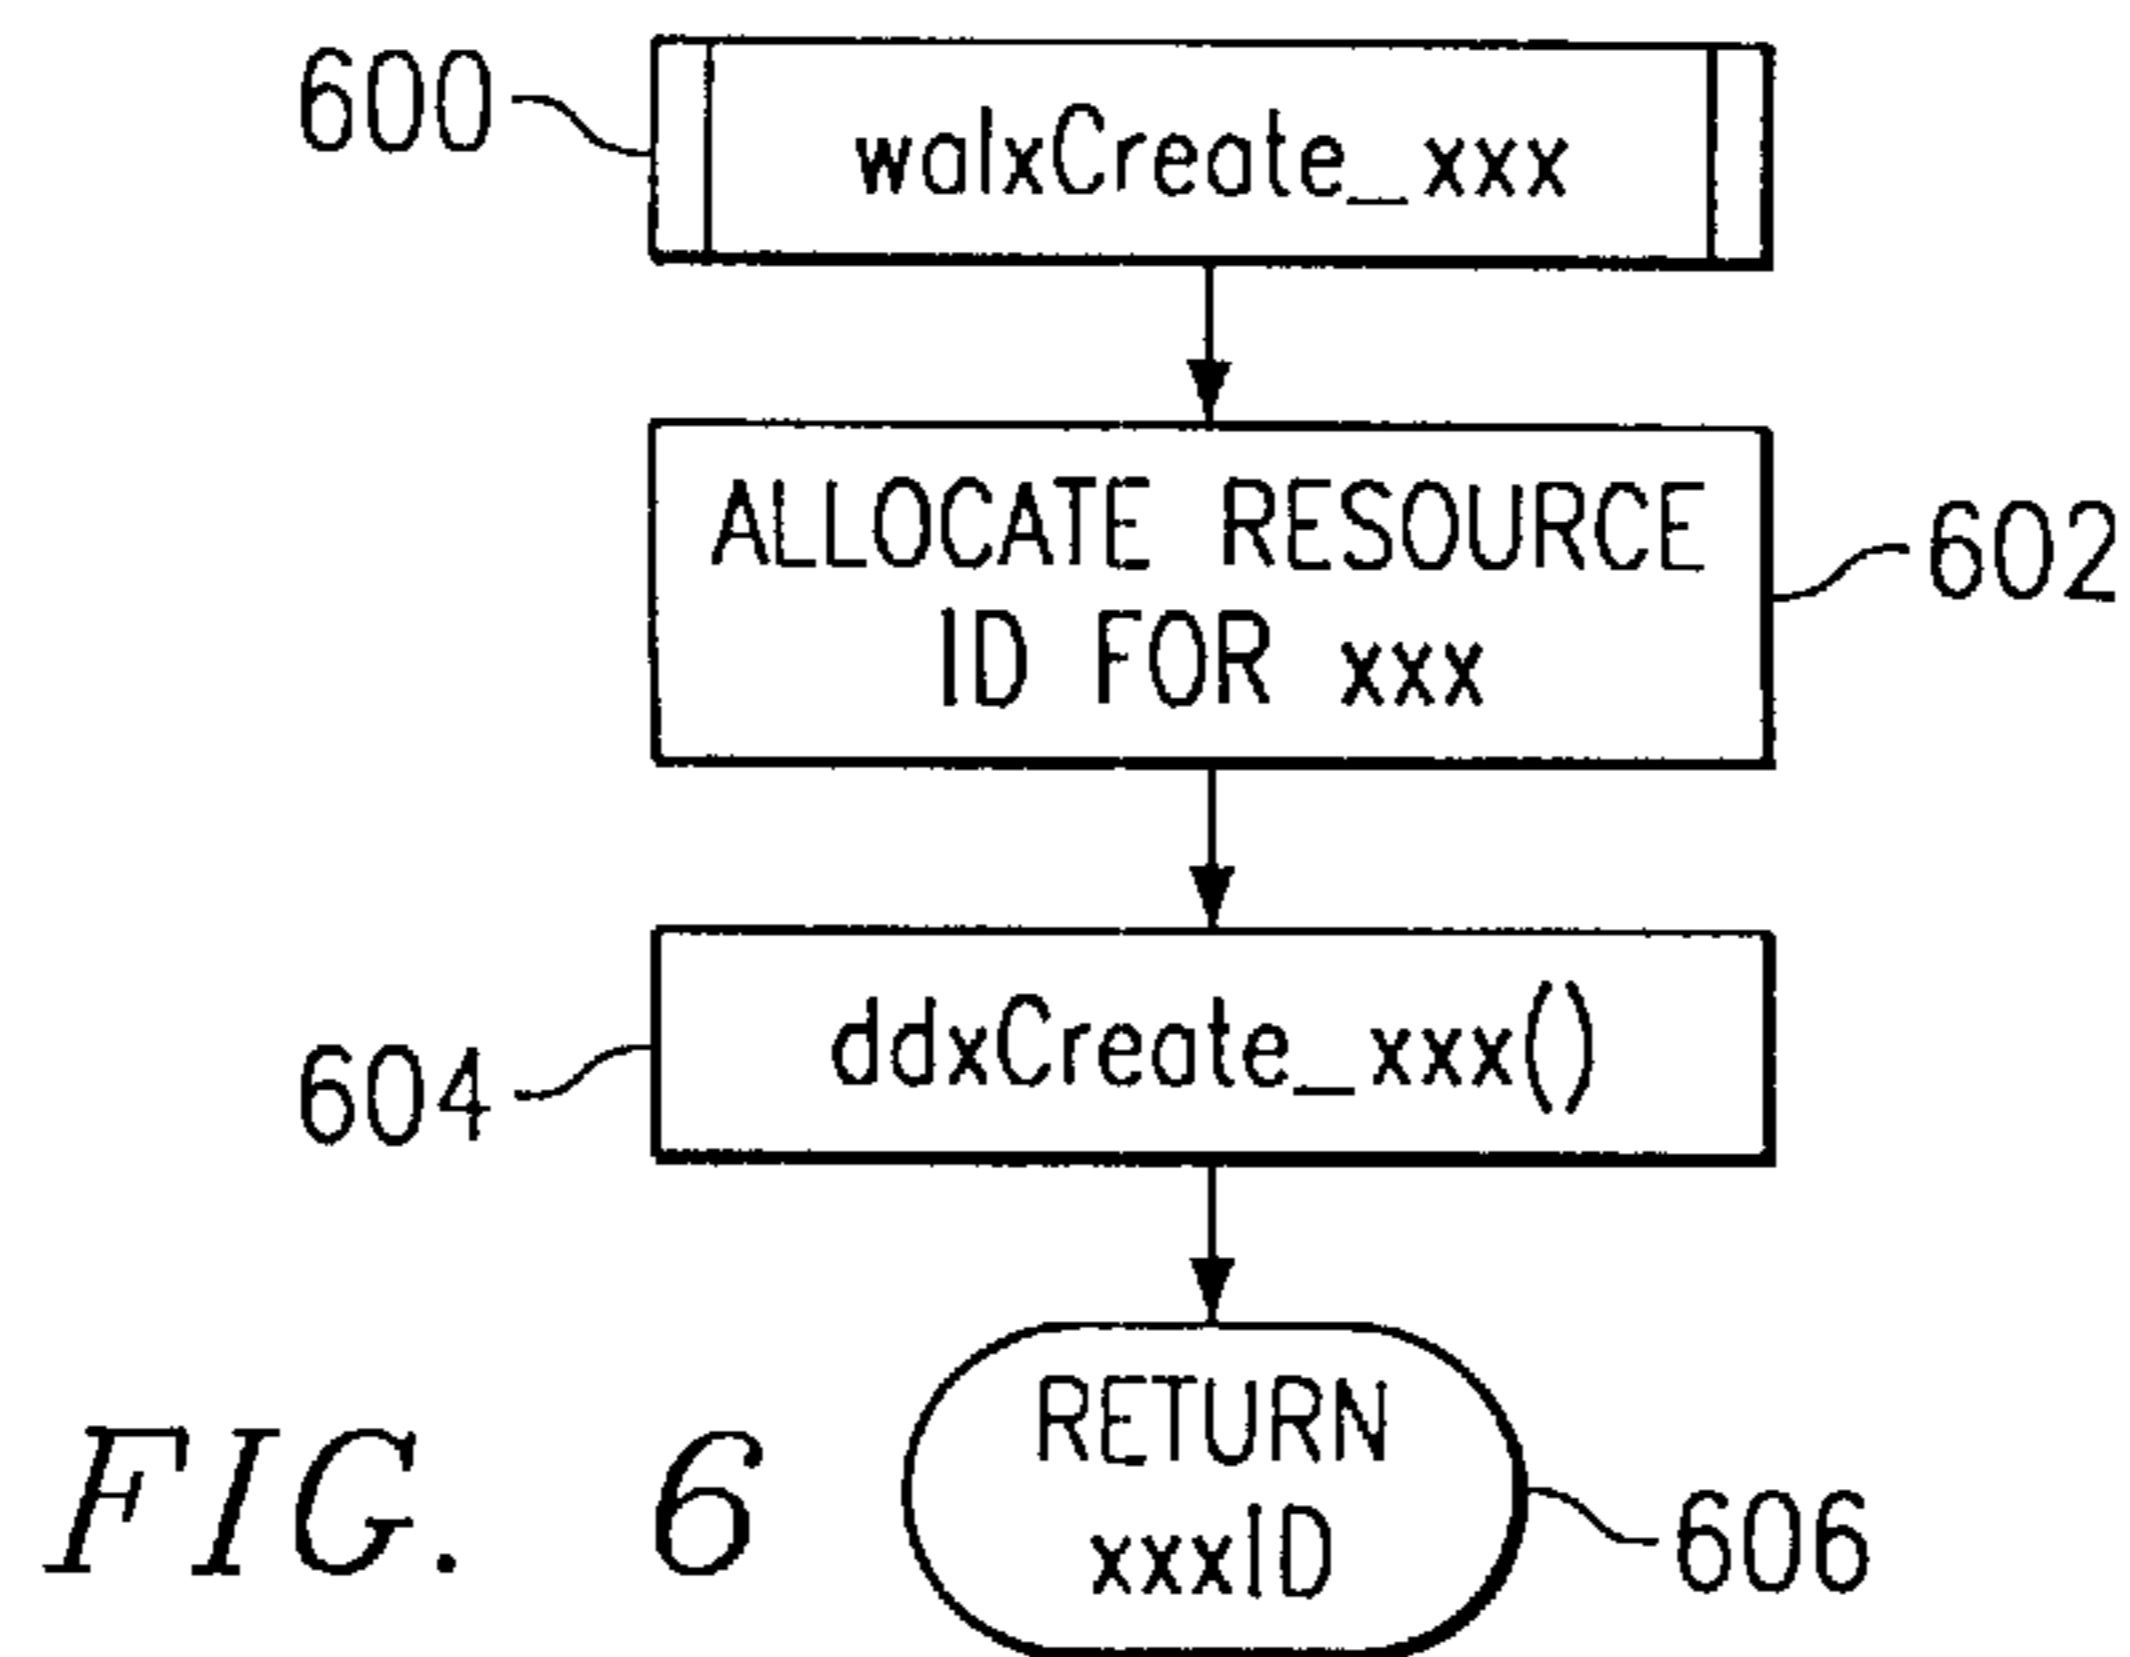 600
walxCreate_xxx
ALLOCATE RESOURCE
ID FOR xxx
602
604
ddxCreate_xxx()
RETURN
xxxID
606
FIG. 6